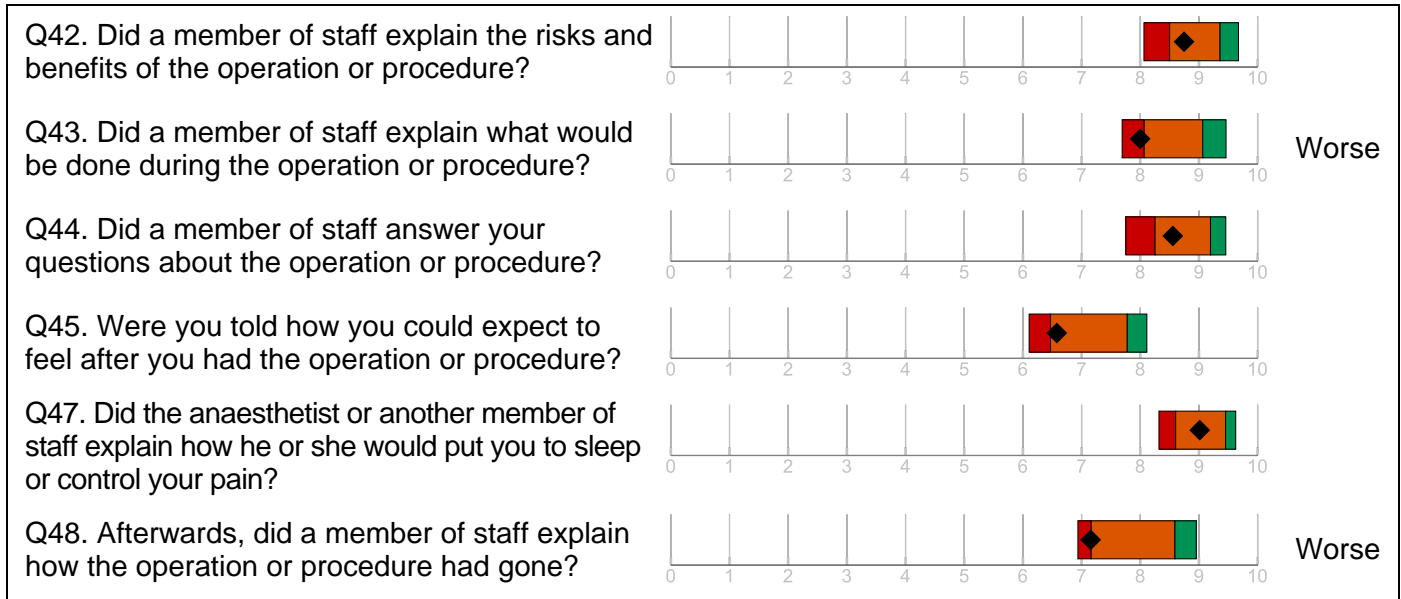 Q42. Did a member of staff explain the risks and
benefits of the operation or procedure?
0 1 2 3 4 5 6 7 8 9 10
Q43. Did a member of staff explain what would
be done during the operation or procedure?
Worse
0 1 2 3 4 5 6 7 8 9 10
Q44. Did a member of staff answer your
questions about the operation or procedure?
0 1 2 3 4 5 6 7 8 9 10
Q45. Were you told how you could expect to
feel after you had the operation or procedure?
0 1 2 3 4 5 6 7 8 9 10
Q47. Did the anaesthetist or another member of
staff explain how he or she would put you to sleep
or control your pain?
0 1 2 3 4 5 6 7 8 9 10
Q48. Afterwards, did a member of staff explain
how the operation or procedure had gone?
Worse
0 1 2 3 4 5 6 7 8 9 10